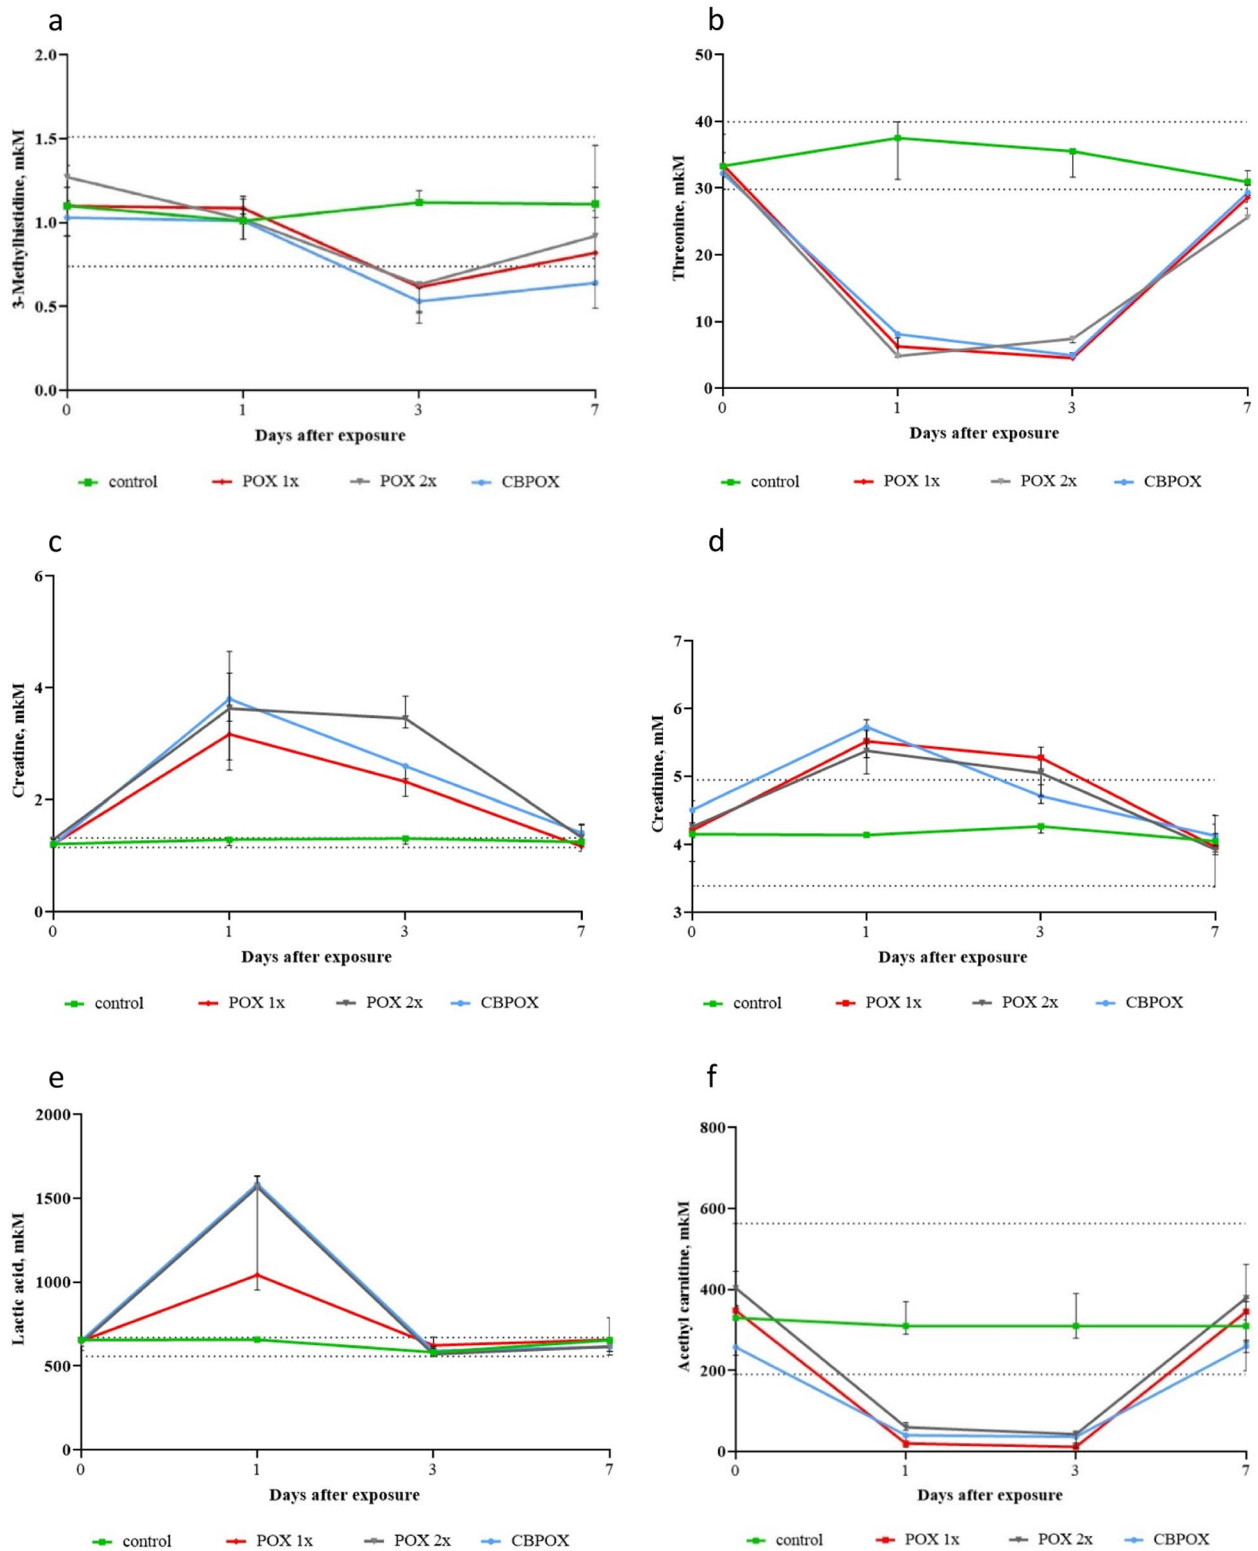 a
2.0
1.5
1.0
0.5
0.0
3-Methylhistidine, mkM
0 1 3 7
Days after exposure
control POX 1x POX 2x CBPOX
b
50
40
30
20
10
0
Threonine, mkM
0 1 3 7
Days after exposure
control POX 1x POX 2x CBPOX
c
6
4
2
0
Creatine, mkM
0 1 3 7
Days after exposure
control POX 1x POX 2x CBPOX
d
7
6
5
4
3
Creatinine, mM
0 1 3 7
Days after exposure
control POX 1x POX 2x CBPOX
e
2000
1500
1000
500
0
Lactic acid, mkM
0 1 3 7
Days after exposure
control POX 1x POX 2x CBPOX
f
800
600
400
200
0
Acethyl carnitine, mkM
0 1 3 7
Days after exposure
control POX 1x POX 2x CBPOX